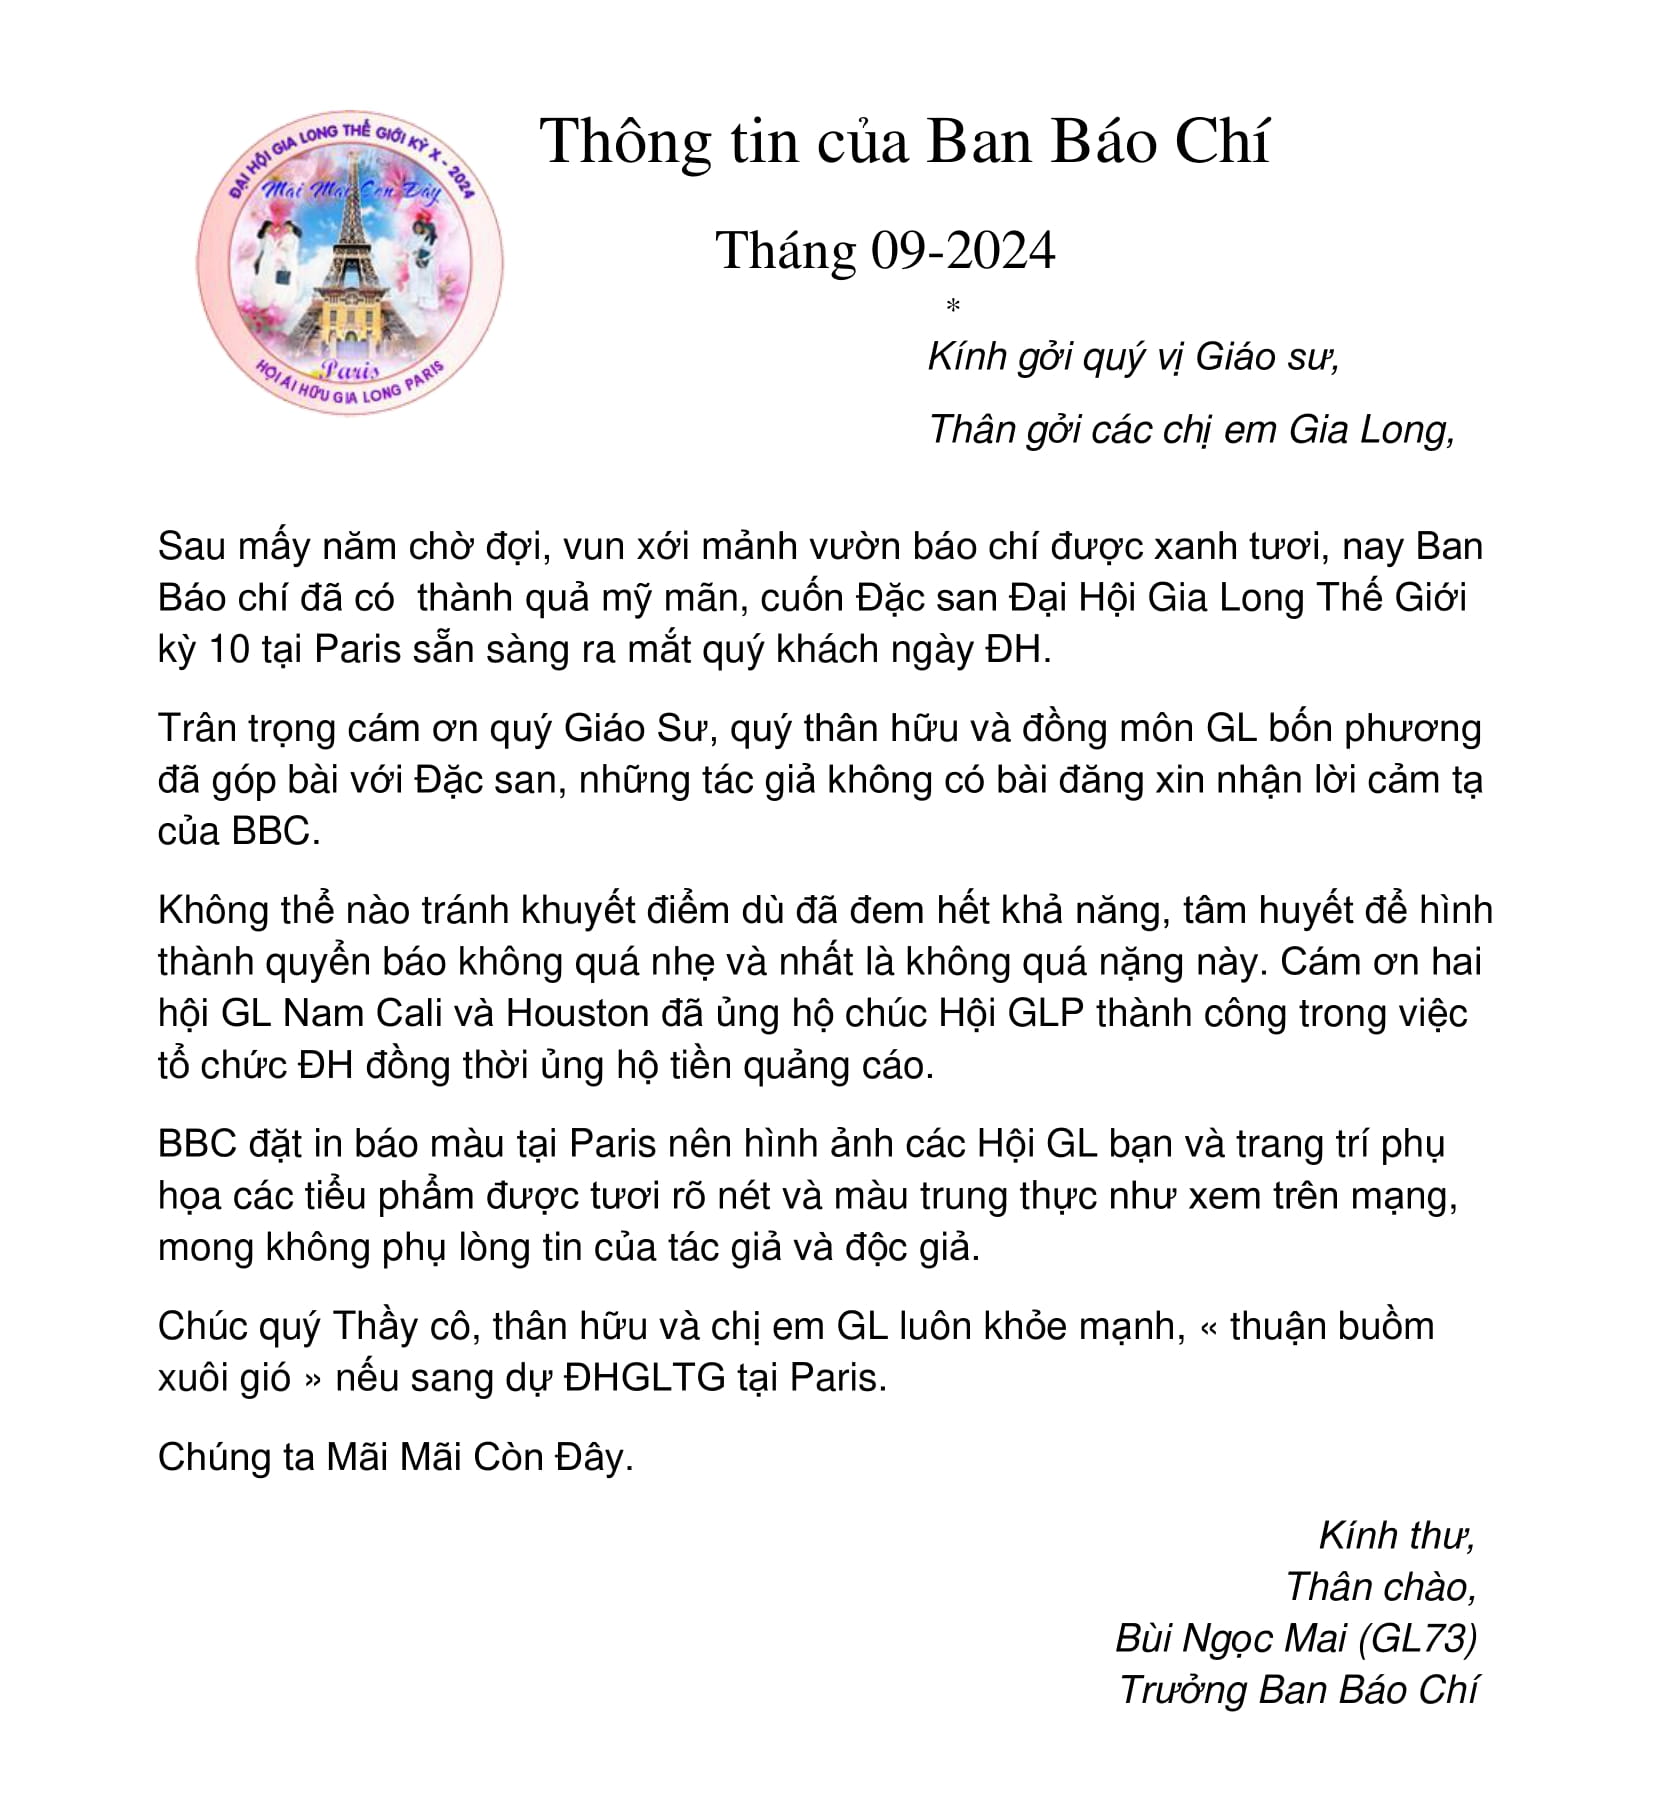 ĐẠI HỘI GIA LONG THẾ GIỚI KỲ X - 2024
Mãi Mãi Còn Đây
Paris
HỘI ÁI HỮU GIA LONG PARIS
Thông tin của Ban Báo Chí
Tháng 09-2024
*
Kính gởi quý vị Giáo sư,
Thân gởi các chị em Gia Long,
Sau mấy năm chờ đợi, vun xới mảnh vườn báo chí được xanh tươi, nay Ban
Báo chí đã có  thành quả mỹ mãn, cuốn Đặc san Đại Hội Gia Long Thế Giới
kỳ 10 tại Paris sẵn sàng ra mắt quý khách ngày ĐH.
Trân trọng cám ơn quý Giáo Sư, quý thân hữu và đồng môn GL bốn phương
đã góp bài với Đặc san, những tác giả không có bài đăng xin nhận lời cảm tạ
của BBC.
Không thể nào tránh khuyết điểm dù đã đem hết khả năng, tâm huyết để hình
thành quyển báo không quá nhẹ và nhất là không quá nặng này. Cám ơn hai
hội GL Nam Cali và Houston đã ủng hộ chúc Hội GLP thành công trong việc
tổ chức ĐH đồng thời ủng hộ tiền quảng cáo.
BBC đặt in báo màu tại Paris nên hình ảnh các Hội GL bạn và trang trí phụ
họa các tiểu phẩm được tươi rõ nét và màu trung thực như xem trên mạng,
mong không phụ lòng tin của tác giả và độc giả.
Chúc quý Thầy cô, thân hữu và chị em GL luôn khỏe mạnh, « thuận buồm
xuôi gió » nếu sang dự ĐHGLTG tại Paris.
Chúng ta Mãi Mãi Còn Đây.
Kính thư,
Thân chào,
Bùi Ngọc Mai (GL73)
Trưởng Ban Báo Chí